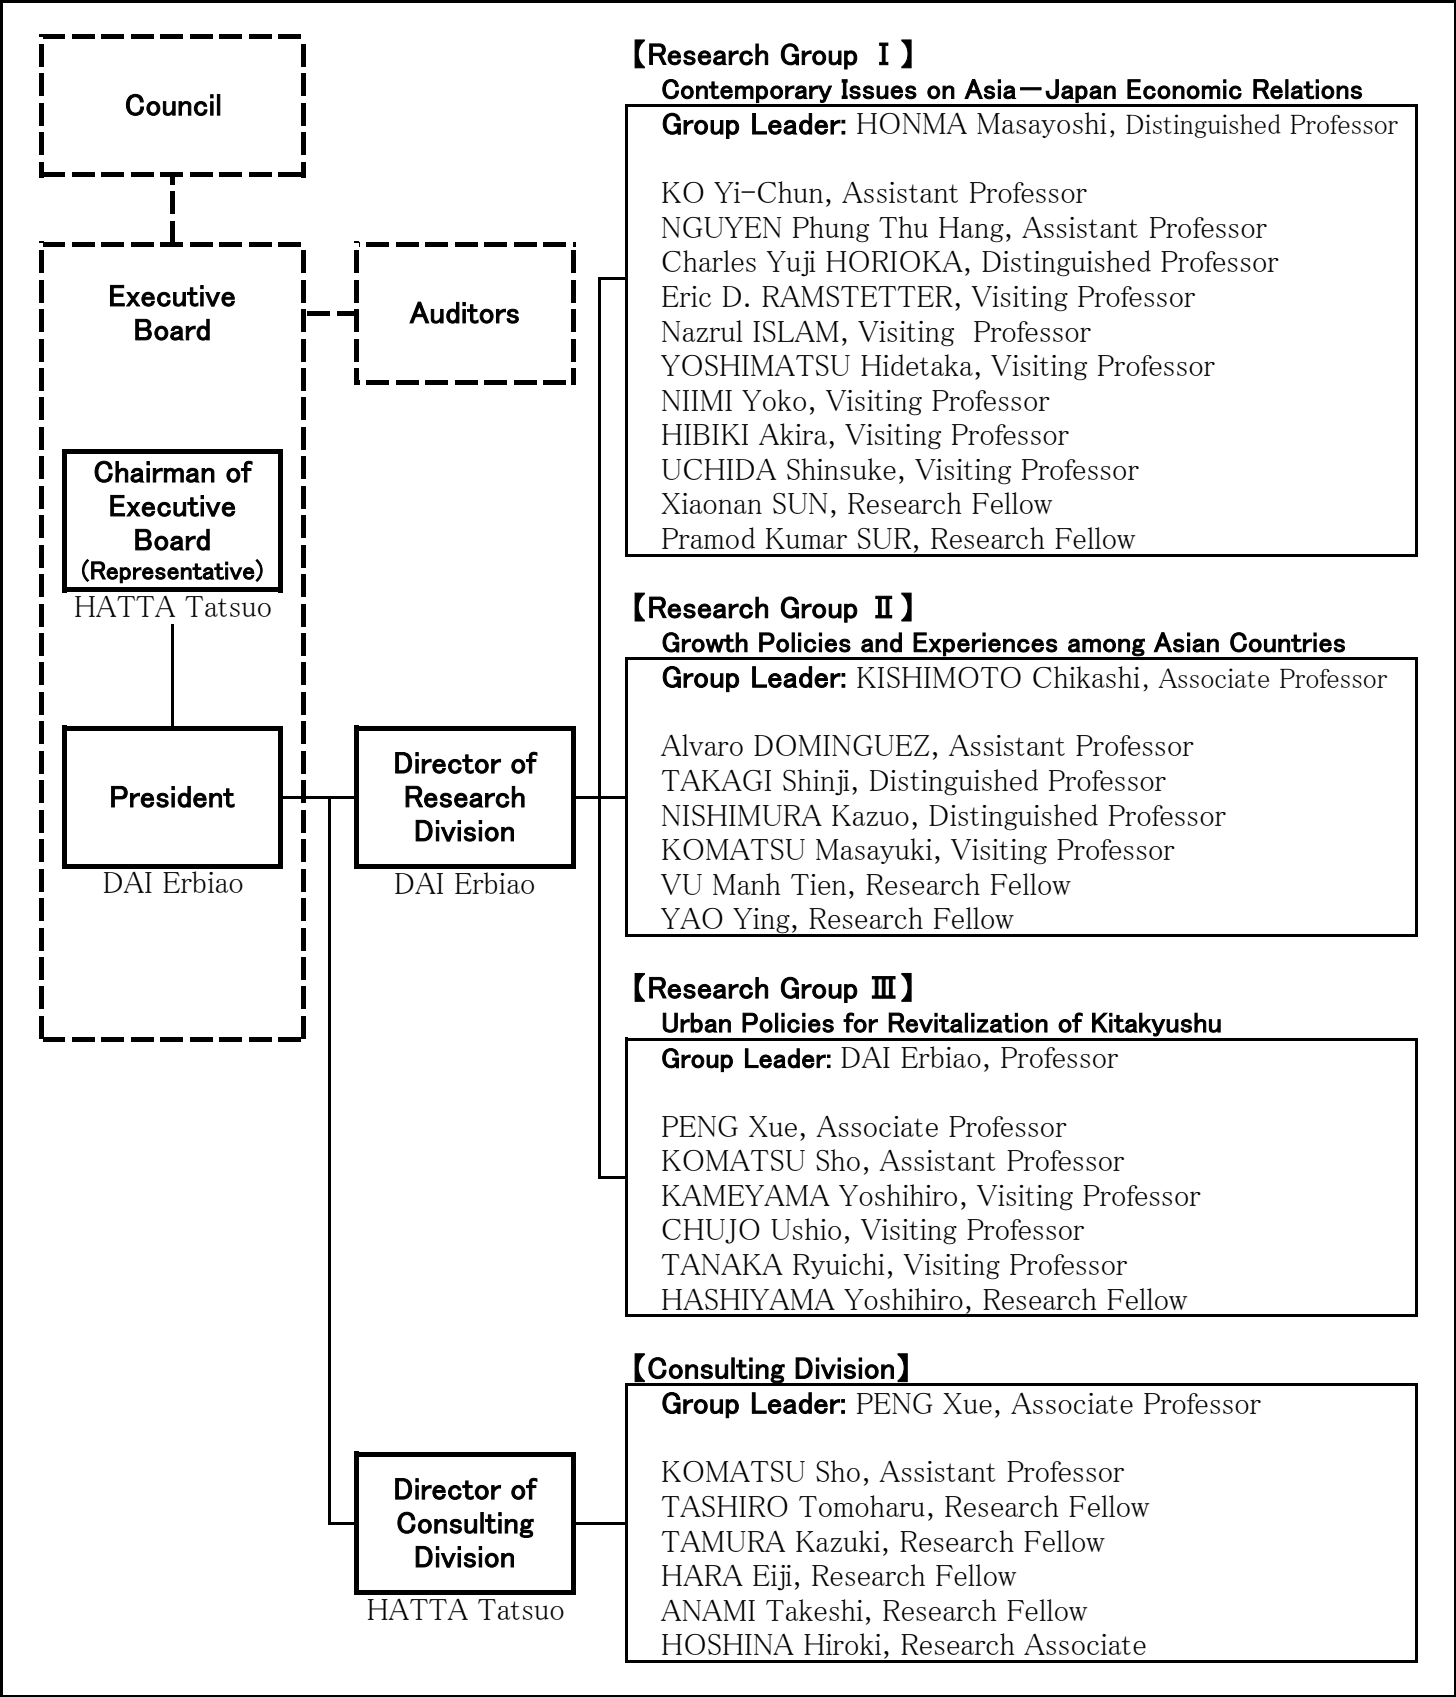 Council
Executive
Board
Auditors
Chairman of
Executive
Board
(Representative)
HATTA Tatsuo
President
DAI Erbiao
Director of
Research
Division
DAI Erbiao
Director of
Consulting
Division
HATTA Tatsuo
【Research Group Ⅰ】
Contemporary Issues on Asia－Japan Economic Relations
Group Leader: HONMA Masayoshi, Distinguished Professor
KO Yi-Chun, Assistant Professor
NGUYEN Phung Thu Hang, Assistant Professor
Charles Yuji HORIOKA, Distinguished Professor
Eric D. RAMSTETTER, Visiting Professor
Nazrul ISLAM, Visiting  Professor
YOSHIMATSU Hidetaka, Visiting Professor
NIIMI Yoko, Visiting Professor
HIBIKI Akira, Visiting Professor
UCHIDA Shinsuke, Visiting Professor
Xiaonan SUN, Research Fellow
Pramod Kumar SUR, Research Fellow
【Research Group Ⅱ】
Growth Policies and Experiences among Asian Countries
Group Leader: KISHIMOTO Chikashi, Associate Professor
Alvaro DOMINGUEZ, Assistant Professor
TAKAGI Shinji, Distinguished Professor
NISHIMURA Kazuo, Distinguished Professor
KOMATSU Masayuki, Visiting Professor
VU Manh Tien, Research Fellow
YAO Ying, Research Fellow
【Research Group Ⅲ】
Urban Policies for Revitalization of Kitakyushu
Group Leader: DAI Erbiao, Professor
PENG Xue, Associate Professor
KOMATSU Sho, Assistant Professor
KAMEYAMA Yoshihiro, Visiting Professor
CHUJO Ushio, Visiting Professor
TANAKA Ryuichi, Visiting Professor
HASHIYAMA Yoshihiro, Research Fellow
【Consulting Division】
Group Leader: PENG Xue, Associate Professor
KOMATSU Sho, Assistant Professor
TASHIRO Tomoharu, Research Fellow
TAMURA Kazuki, Research Fellow
HARA Eiji, Research Fellow
ANAMI Takeshi, Research Fellow
HOSHINA Hiroki, Research Associate